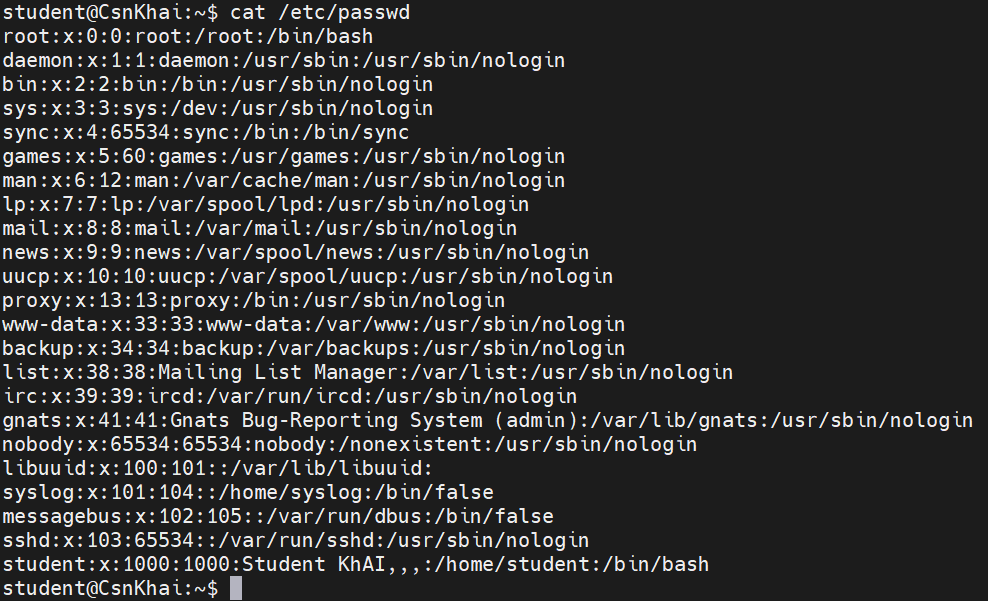 student@CsnKhai:~$ cat /etc/passwd
root:x:0:0:root:/root:/bin/bash
daemon:x:1:1:daemon:/usr/sbin:/usr/sbin/nologin
bin:x:2:2:bin:/bin:/usr/sbin/nologin
sys:x:3:3:sys:/dev:/usr/sbin/nologin
sync:x:4:65534:sync:/bin:/bin/sync
games:x:5:60:games:/usr/games:/usr/sbin/nologin
man:x:6:12:man:/var/cache/man:/usr/sbin/nologin
lp:x:7:7:lp:/var/spool/lpd:/usr/sbin/nologin
mail:x:8:8:mail:/var/mail:/usr/sbin/nologin
news:x:9:9:news:/var/spool/news:/usr/sbin/nologin
uucp:x:10:10:uucp:/var/spool/uucp:/usr/sbin/nologin
proxy:x:13:13:proxy:/bin:/usr/sbin/nologin
www-data:x:33:33:www-data:/var/www:/usr/sbin/nologin
backup:x:34:34:backup:/var/backups:/usr/sbin/nologin
list:x:38:38:Mailing List Manager:/var/list:/usr/sbin/nologin
irc:x:39:39:ircd:/var/run/ircd:/usr/sbin/nologin
gnats:x:41:41:Gnats Bug-Reporting System (admin):/var/lib/gnats:/usr/sbin/nologin
nobody:x:65534:65534:nobody:/nonexistent:/usr/sbin/nologin
libuuid:x:100:101::/var/lib/libuuid:
syslog:x:101:104::/home/syslog:/bin/false
messagebus:x:102:105::/var/run/dbus:/bin/false
sshd:x:103:65534::/var/run/sshd:/usr/sbin/nologin
student:x:1000:1000:Student KhAI,,,:/home/student:/bin/bash
student@CsnKhai:~$